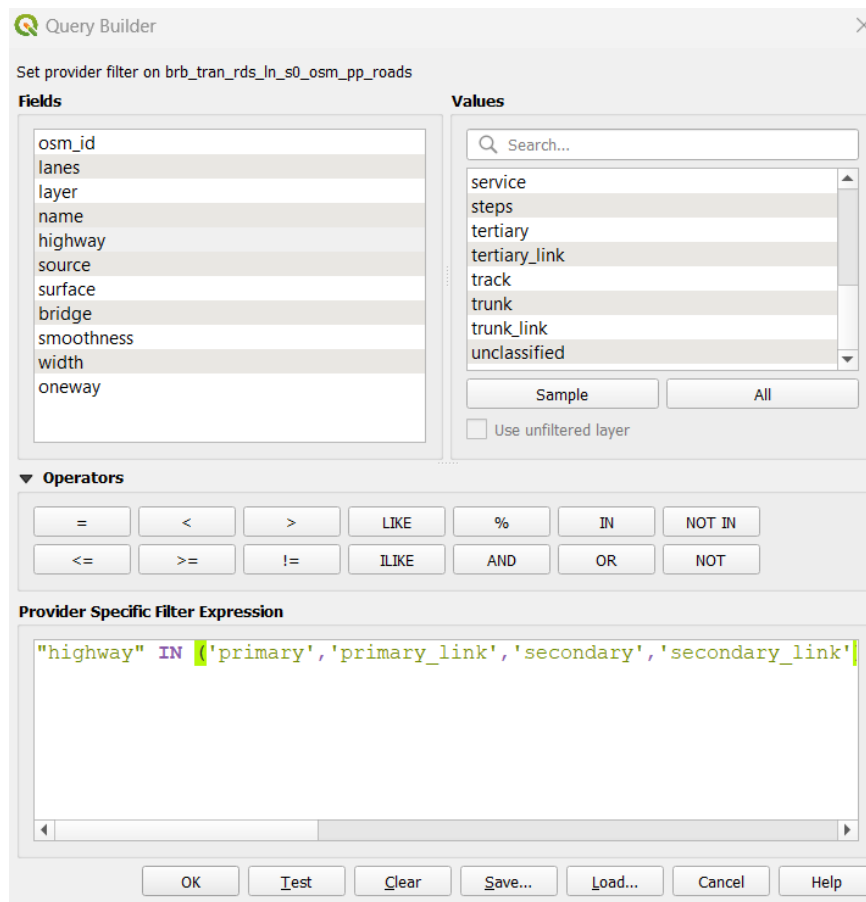 Query Builder
Set provider filter on brb_tran_rds_ln_s0_osm_pp_roads
Fields
osm_id
lanes
layer
name
highway
source
surface
bridge
smoothness
width
oneway
Values
Search...
service
steps
tertiary
tertiary_link
track
trunk
trunk_link
unclassified
Sample All
Use unfiltered layer
Operators
= < > LIKE % IN NOT IN
<= >= != ILIKE AND OR NOT
Provider Specific Filter Expression
"highway" IN ('primary','primary_link','secondary','secondary_link'
OK Test Clear Save... Load... Cancel Help